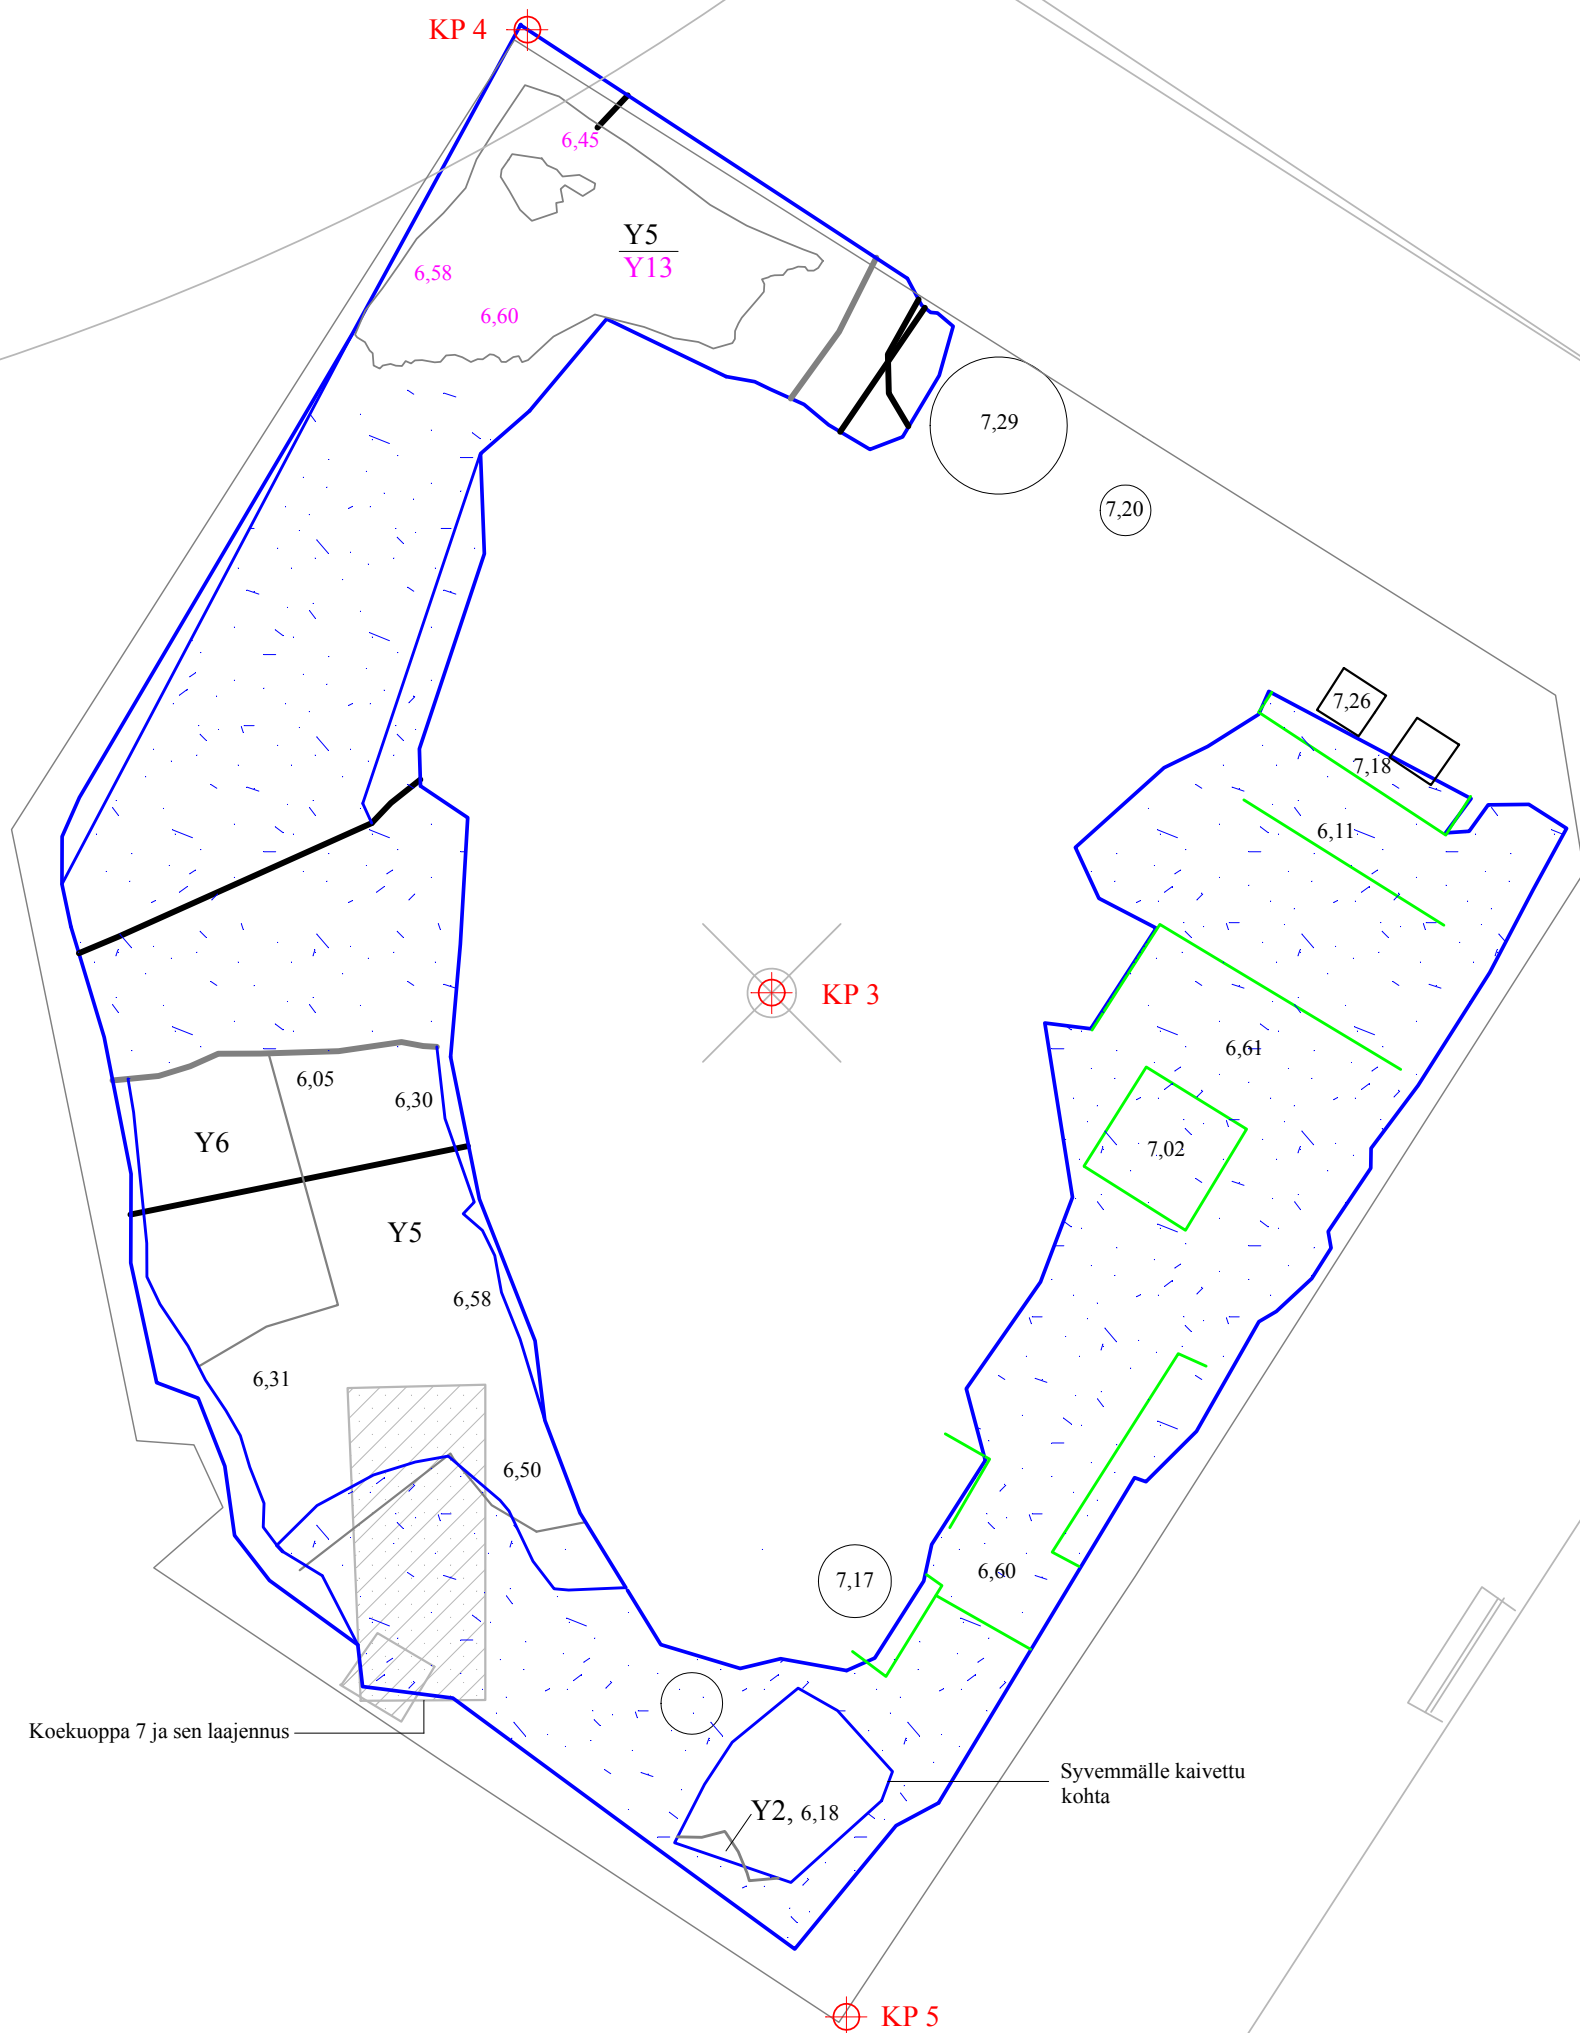 KP 4
6,45
Y5
Y13
6,58
6,60
7,29
7,20
7,26
7,18
6,11
KP 3
6,61
6,05
6,30
Y6
7,02
Y5
6,58
6,31
6,50
6,60
7,17
Koekuoppa 7 ja sen laajennus
Syvemmälle kaivettu
kohta
Y2, 6,18
KP 5